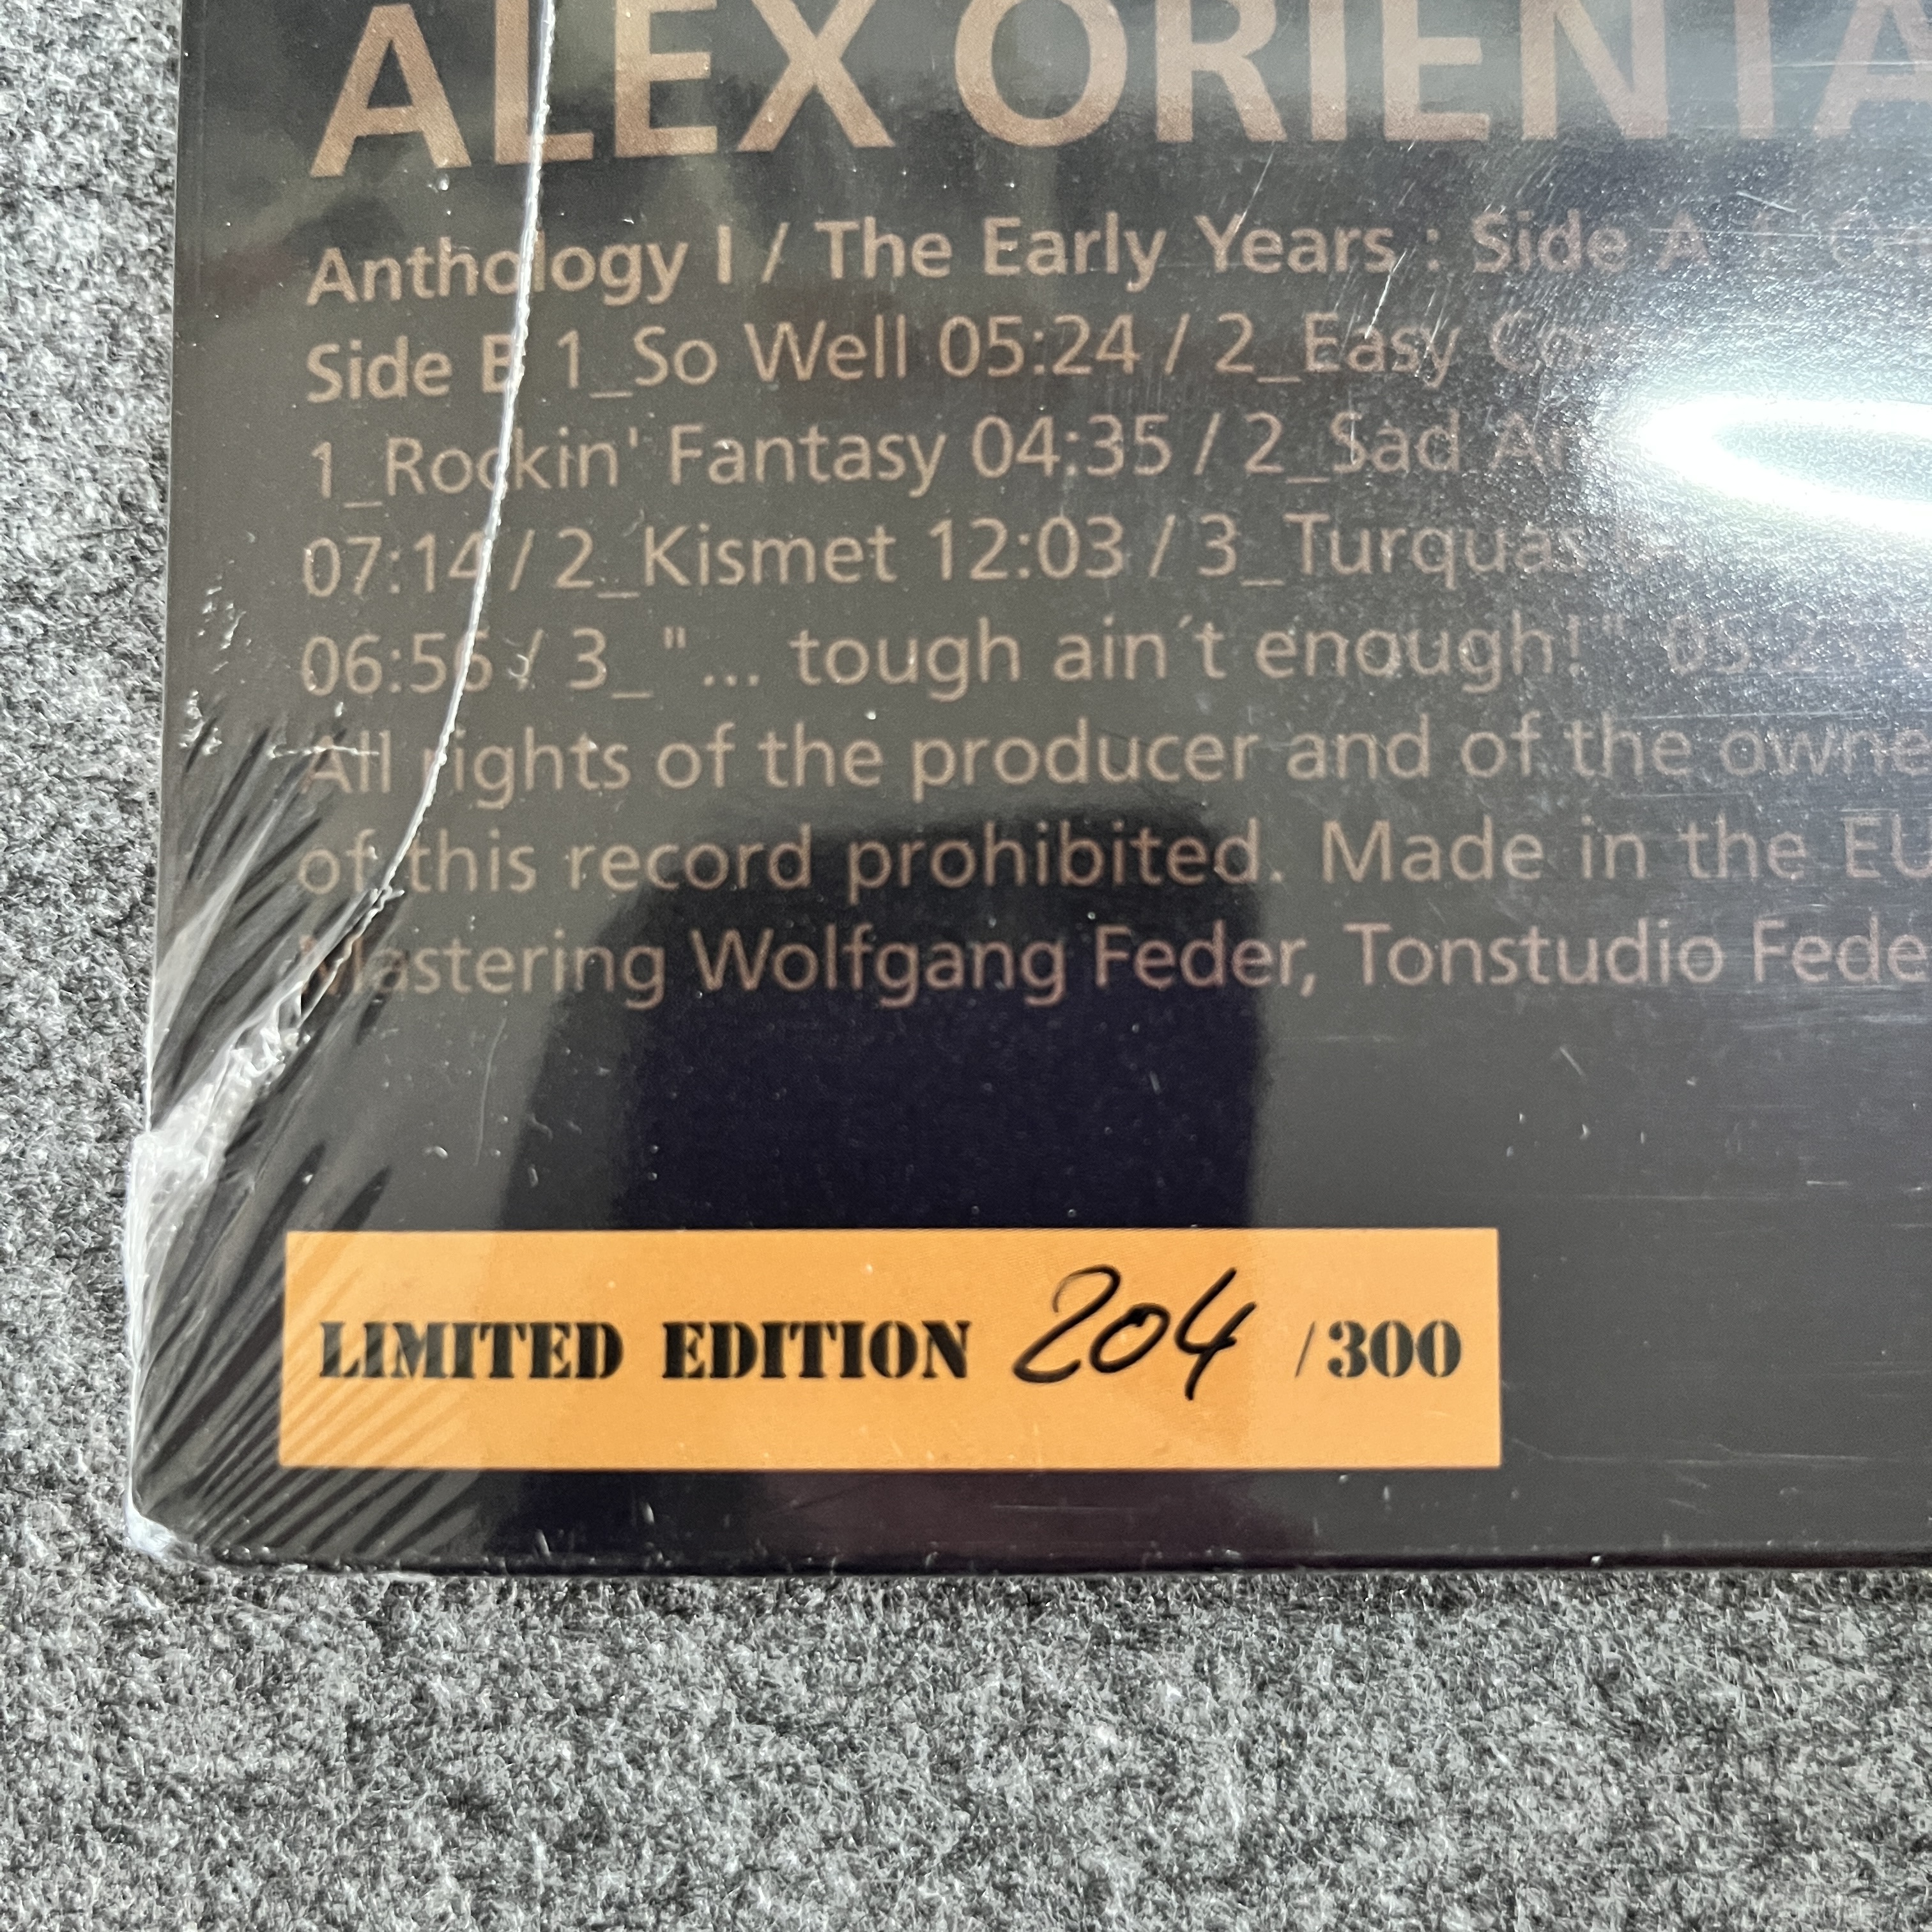 ALEX ORIENTA
Anthology I / The Early Years : Side A
Side B 1_So Well 05:24 / 2_Easy
1_Rockin' Fantasy 04:35 / 2_Sad
07:14 / 2_Kismet 12:03 / 3_Turquas
06:56 / 3_ "... tough ain´t enough!"
All rights of the producer and of the owne
of this record prohibited. Made in the EU
Mastering Wolfgang Feder, Tonstudio Fede
LIMITED EDITION 204 /300